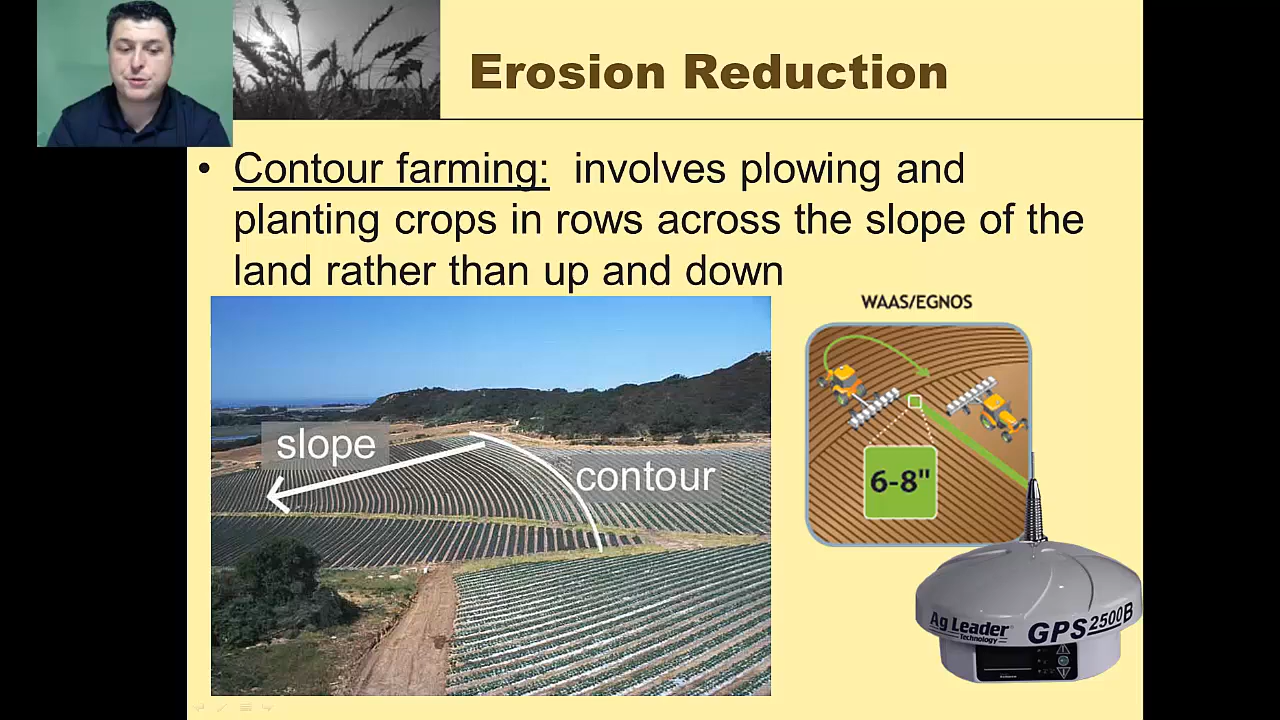 Erosion Reduction
• Contour farming: involves plowing and
planting crops in rows across the slope of the
land rather than up and down
WAAS/EGNOS
slope
contour
6-8"
Ag Leader
Technology
GPS 2500B